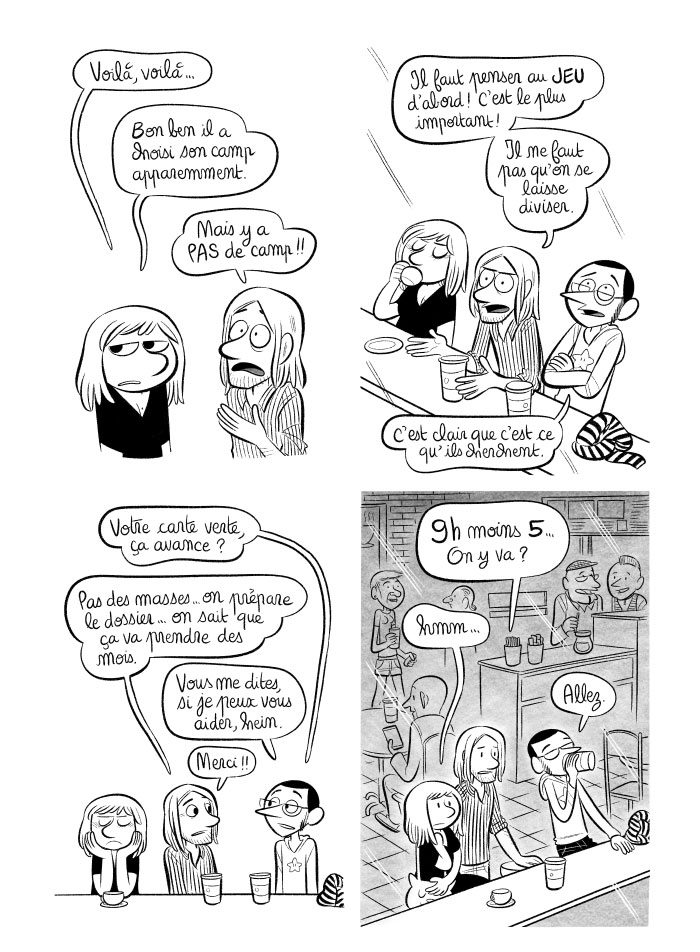 Voilà, voilà...
Bon ben il a
choisi son camp
apparemment.
Mais y a
PAS de camp!!
Il faut penser au JEU
d'abord! C'est le plus
important!
Il ne faut
pas qu'on se
laisse
diviser.
C'est clair que c'est ce
qu'ils cherchent.
Votre carte verte,
ça avance?
Pas des masses... on prépare
le dossier... on sait que
ça va prendre des
mois.
Vous me dites,
si je peux vous
aider, hein.
Merci!!
9h moins 5...
On y va?
hmm...
Allez.